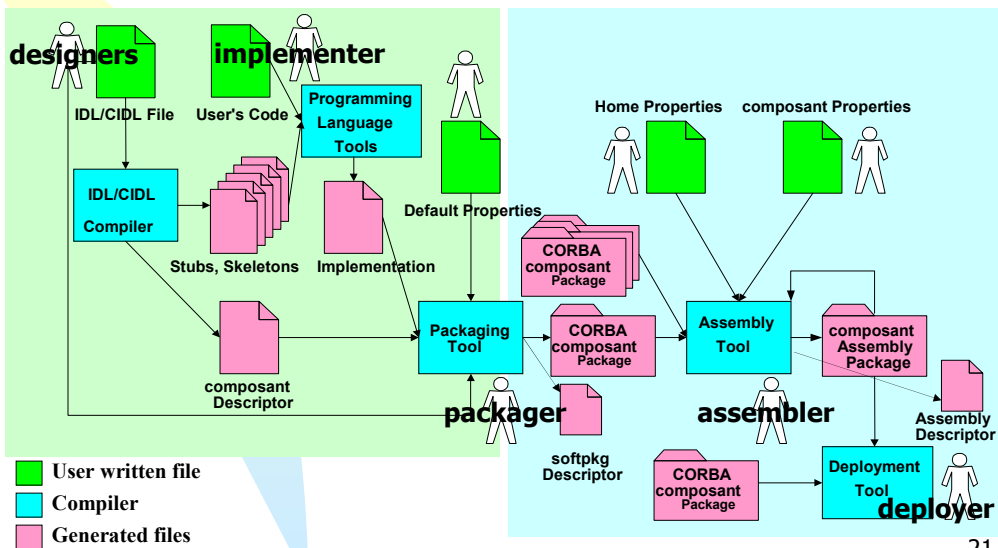 designers
implementer
IDL/CIDL File
User's Code
Programming
Language
Tools
Home Properties
composant Properties
IDL/CIDL
Compiler
Default Properties
Stubs, Skeletons
Implementation
CORBA
composant
Package
Packaging
Tool
CORBA
composant
Package
Assembly
Tool
composant
Assembly
Package
composant
Descriptor
packager
assembler
Assembly
Descriptor
softpkg
Descriptor
CORBA
composant
Package
Deployment
Tool
deployer
User written file
Compiler
Generated files
21